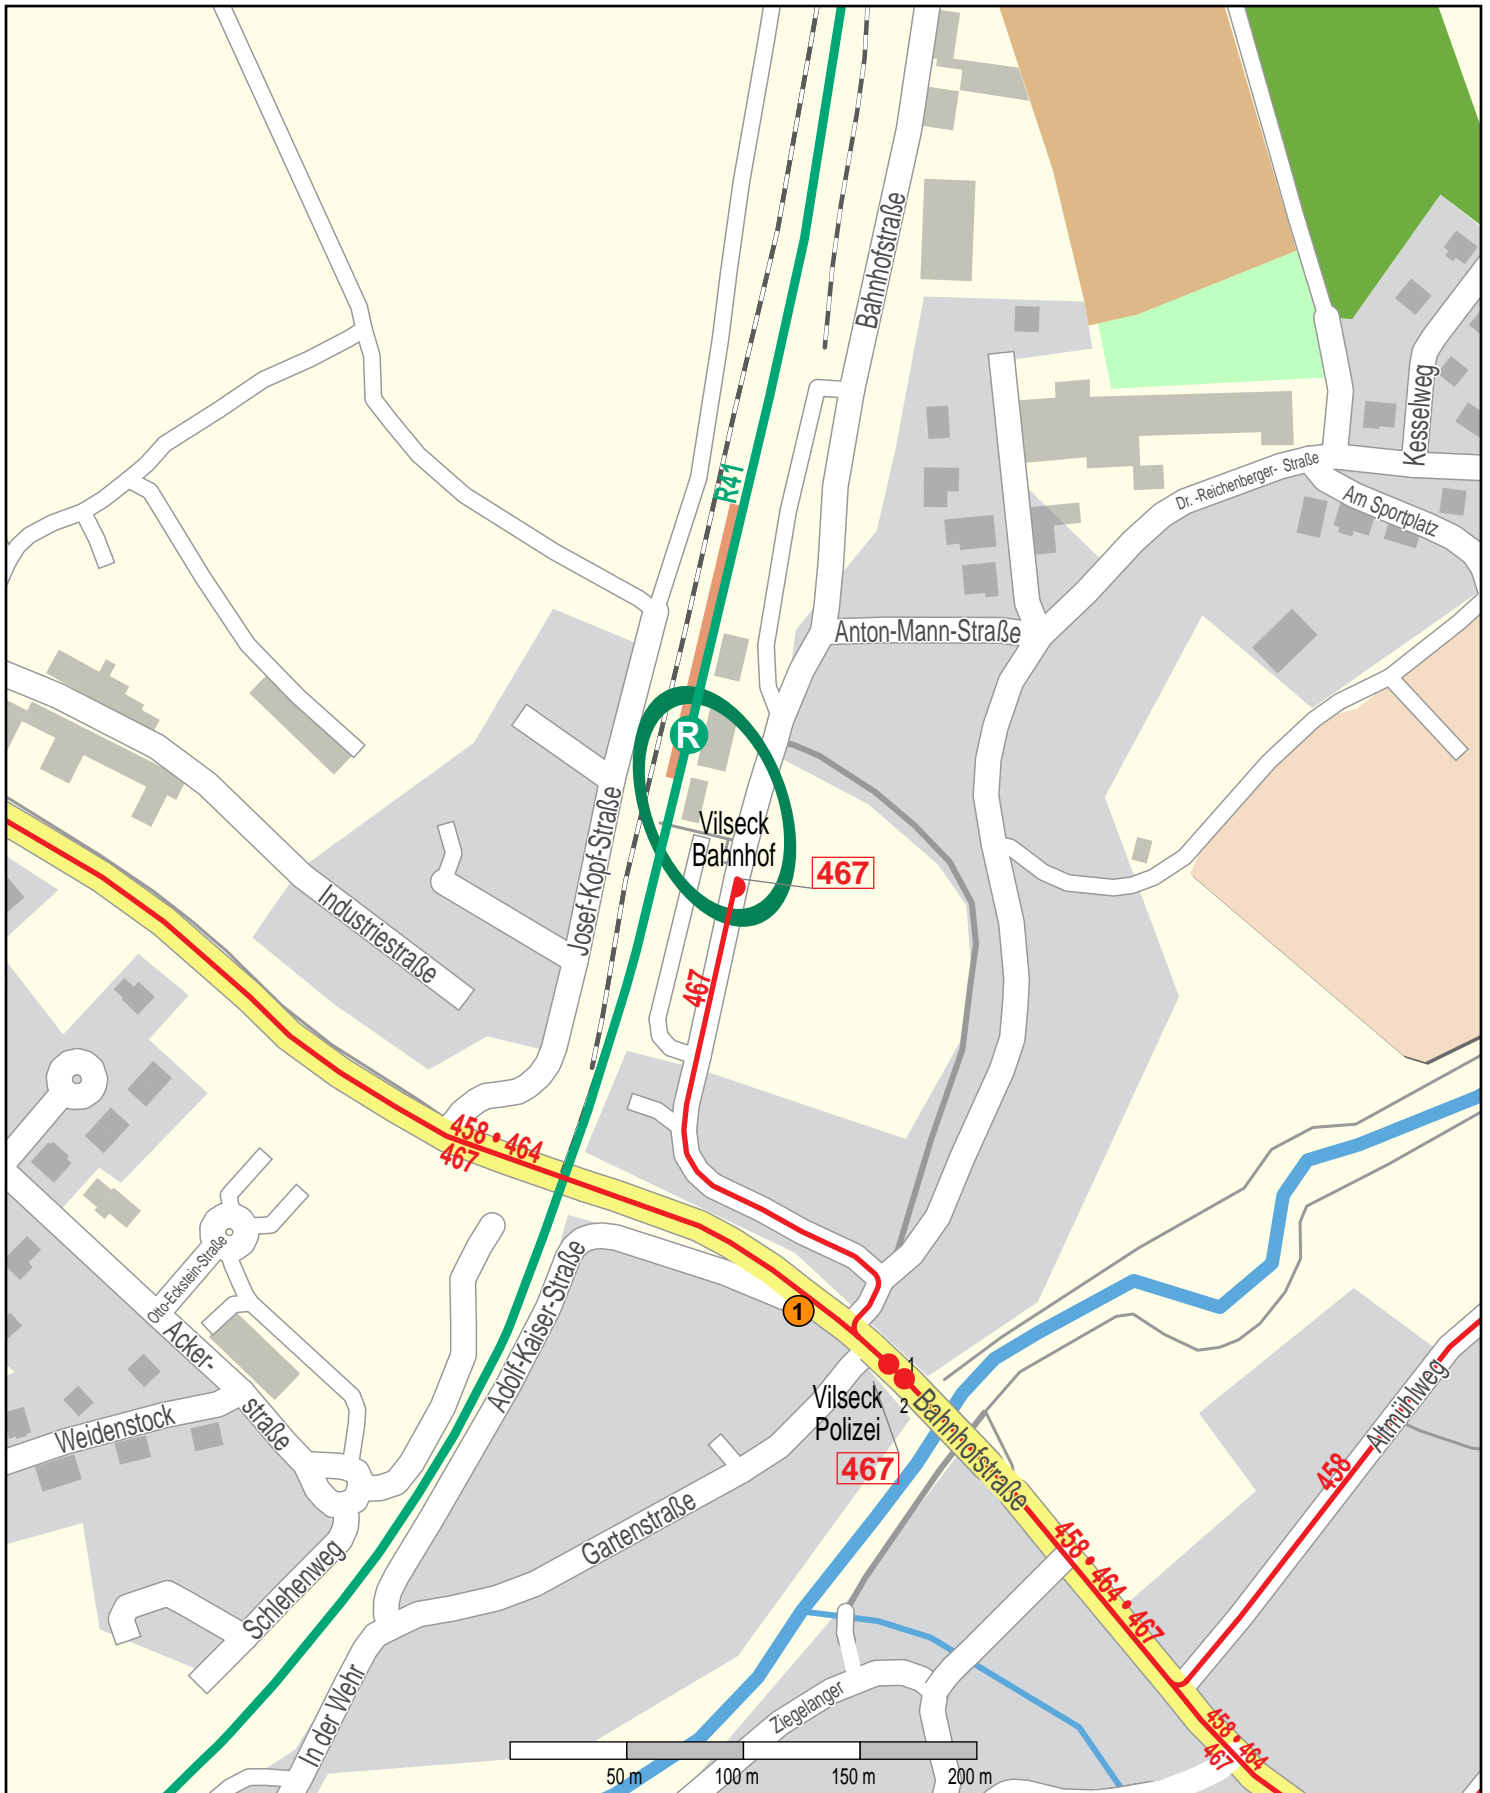 Bahnhofstraße
R41
Kesselweg
Dr. -Reichenberger- Straße
Am Sportplatz
Anton-Mann-Straße
R
Vilseck
Bahnhof
467
Josef-Kopf-Straße
Industriestraße
467
458 • 464
467
Otto-Eckstein-Straße
Acker-
straße
Weidenstock
Adolf-Kaiser-Straße
1
1
2
Vilseck
Polizei
467
Bahnhofstraße
Altmühlweg
458
458 • 464 • 467
Gartenstraße
Schlehenweg
In der Wehr
Ziegelanger
458 • 464
467
50 m
100 m
150 m
200 m